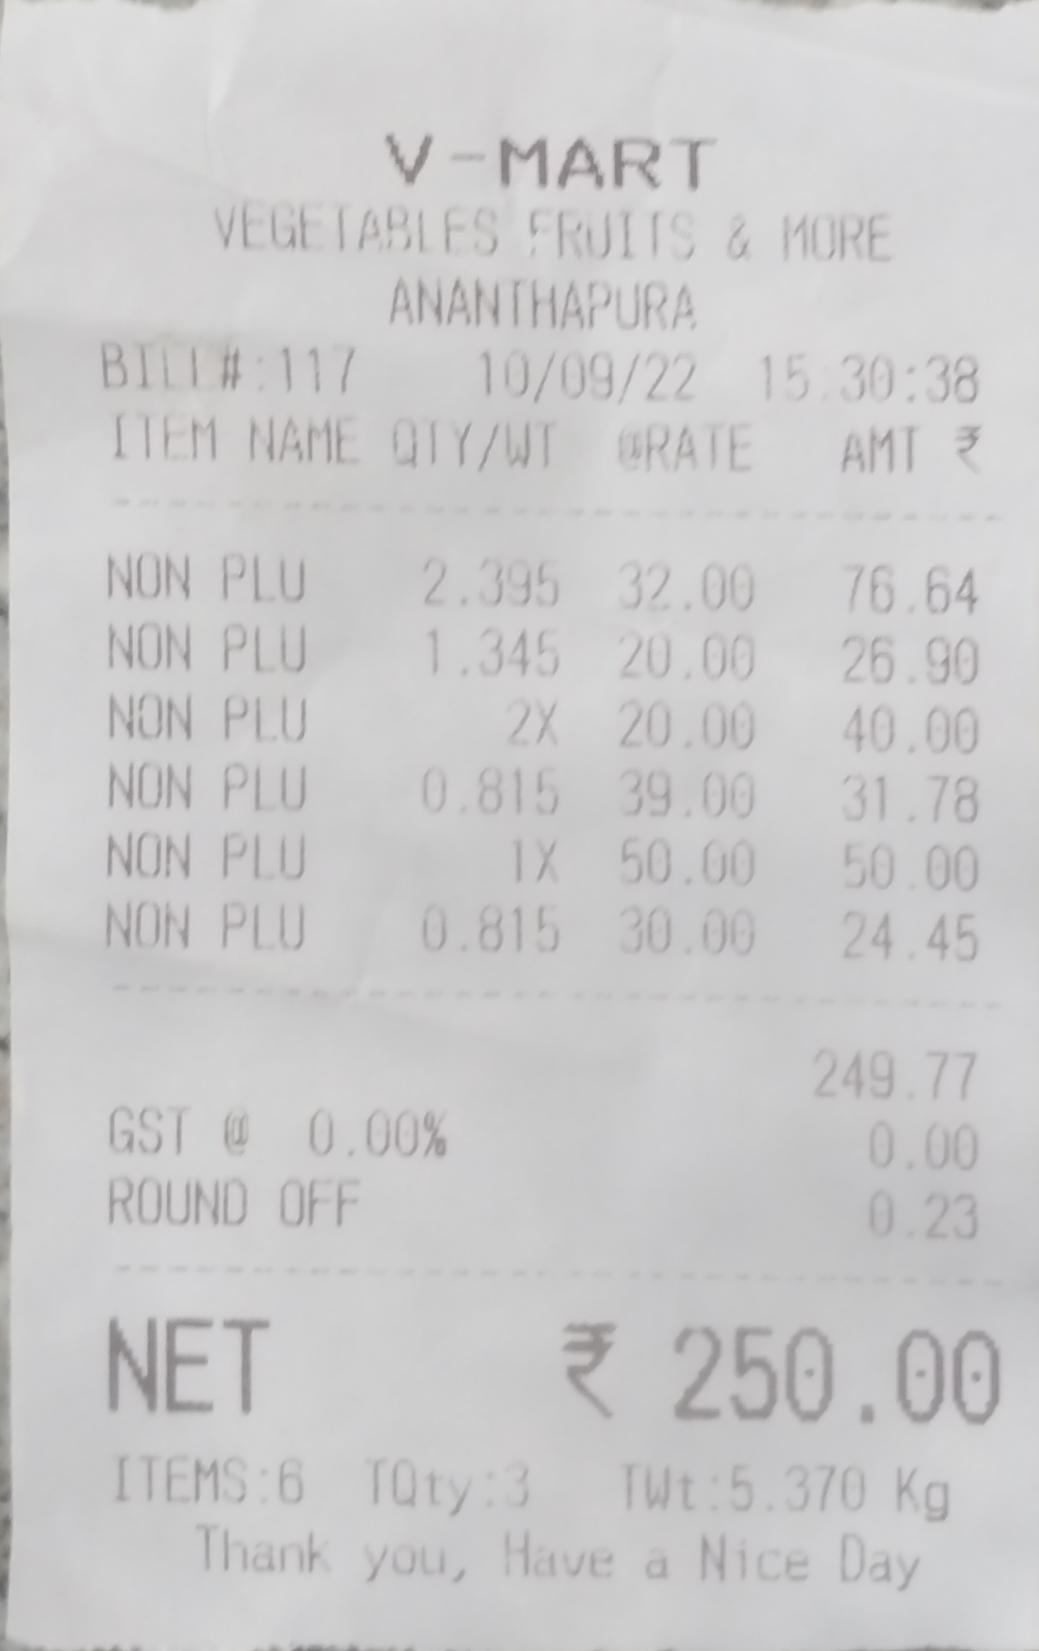 V-MART
VEGETABLES FRUITS & MORE
ANANTHAPURA
BILL#:117 10/09/22 15:30:38
ITEM NAME QTY/WT @RATE AMT ₹
NON PLU 2.395 32.00 76.64
NON PLU 1.345 20.00 26.90
NON PLU 2X 20.00 40.00
NON PLU 0.815 39.00 31.78
NON PLU 1X 50.00 50.00
NON PLU 0.815 30.00 24.45
249.77
GST @ 0.00% 0.00
ROUND OFF 0.23
NET ₹ 250.00
ITEMS:6 TQty:3 TWt:5.370 Kg
Thank you, Have a Nice Day